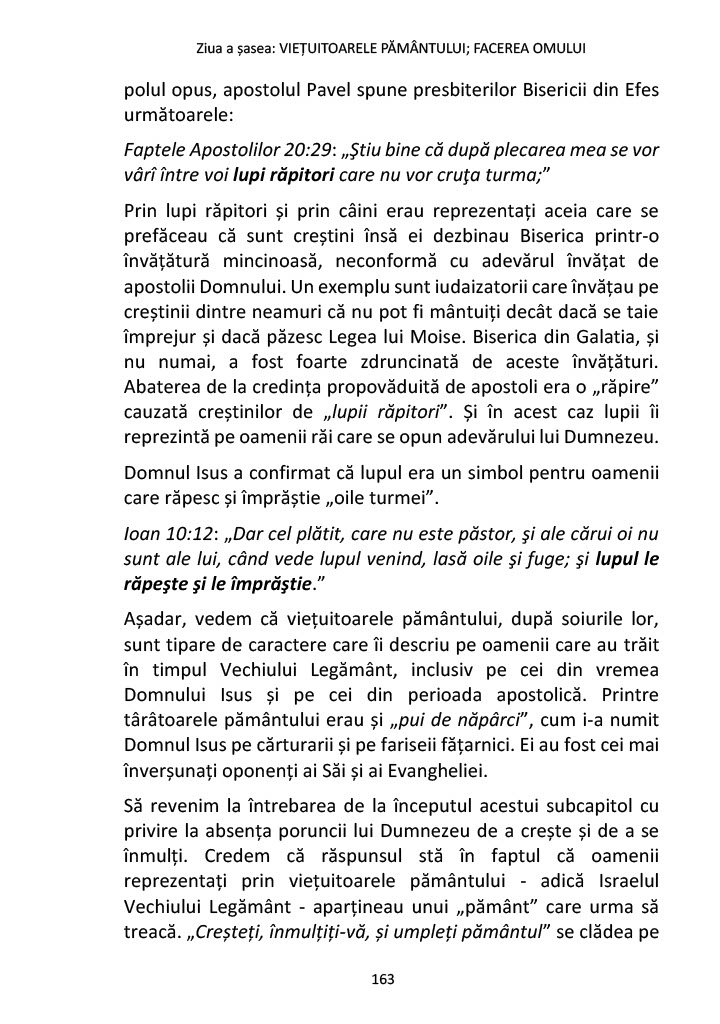 Ziua a șasea: VIEȚUITOARELE PĂMÂNTULUI; FACEREA OMULUI
polul opus, apostolul Pavel spune presbiterilor Bisericii din Efes
următoarele:
Faptele Apostolilor 20:29: „Ştiu bine că după plecarea mea se vor
vârî între voi lupi răpitori care nu vor cruţa turma;”
Prin lupi răpitori și prin câini erau reprezentați aceia care se
prefăceau că sunt creștini însă ei dezbinau Biserica printr-o
învățătură mincinoasă, neconformă cu adevărul învățat de
apostolii Domnului. Un exemplu sunt iudaizatorii care învățau pe
creștinii dintre neamuri că nu pot fi mântuiți decât dacă se taie
împrejur și dacă păzesc Legea lui Moise. Biserica din Galatia, și
nu numai, a fost foarte zdruncinată de aceste învățături.
Abaterea de la credința propovăduită de apostoli era o „răpire”
cauzată creștinilor de „lupii răpitori”. Și în acest caz lupii îi
reprezintă pe oamenii răi care se opun adevărului lui Dumnezeu.
Domnul Isus a confirmat că lupul era un simbol pentru oamenii
care răpesc și împrăștie „oile turmei”.
Ioan 10:12: „Dar cel plătit, care nu este păstor, şi ale cărui oi nu
sunt ale lui, când vede lupul venind, lasă oile şi fuge; şi lupul le
răpeşte şi le împrăştie.”
Așadar, vedem că viețuitoarele pământului, după soiurile lor,
sunt tipare de caractere care îi descriu pe oamenii care au trăit
în timpul Vechiului Legământ, inclusiv pe cei din vremea
Domnului Isus și pe cei din perioada apostolică. Printre
târâtoarele pământului erau și „pui de năpârci”, cum i-a numit
Domnul Isus pe cărturarii și pe fariseii fățarnici. Ei au fost cei mai
înverșunați oponenți ai Săi și ai Evangheliei.
Să revenim la întrebarea de la începutul acestui subcapitol cu
privire la absența poruncii lui Dumnezeu de a crește și de a se
înmulți. Credem că răspunsul stă în faptul că oamenii
reprezentați prin viețuitoarele pământului - adică Israelul
Vechiului Legământ - aparțineau unui „pământ” care urma să
treacă. „Creșteți, înmulțiți-vă, și umpleți pământul” se clădea pe
163